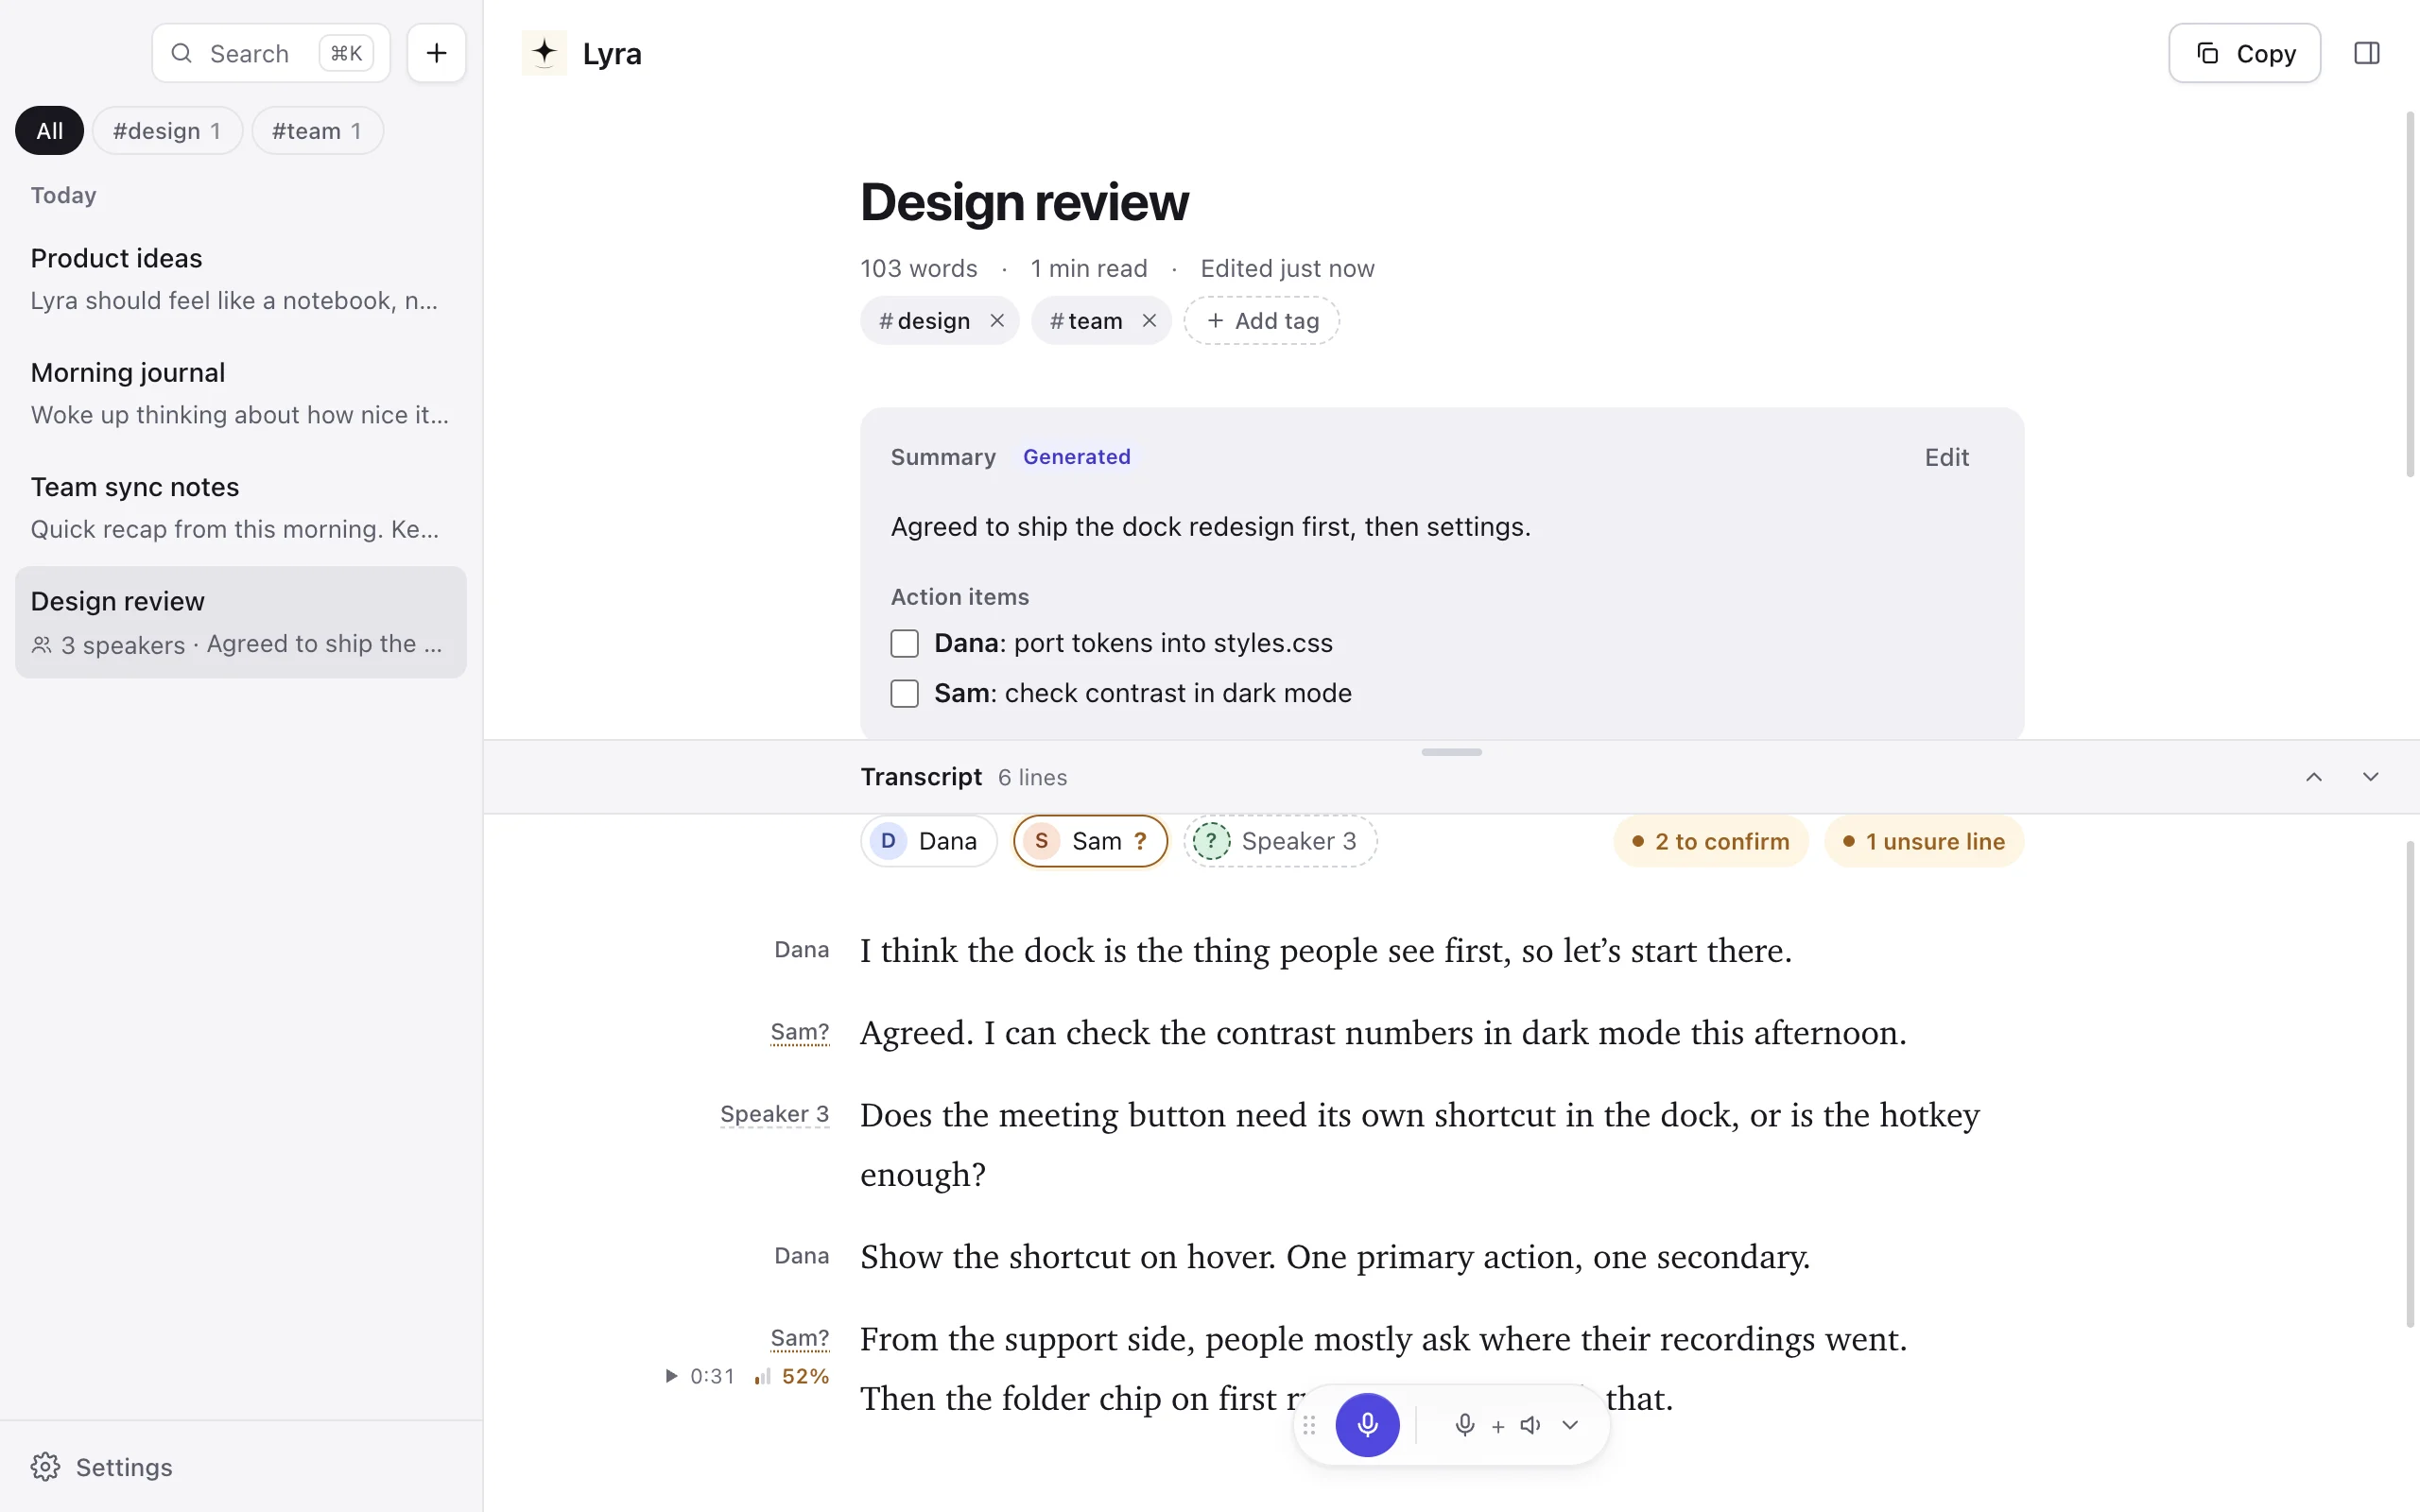 Search ⌘K +
All #design 1 #team 1
Today
Product ideas
Lyra should feel like a notebook, n...
Morning journal
Woke up thinking about how nice it...
Team sync notes
Quick recap from this morning. Ke...
Design review
3 speakers · Agreed to ship the ...
Settings
Lyra
Copy
Design review
103 words · 1 min read · Edited just now
#design × #team × + Add tag
Summary Generated Edit
Agreed to ship the dock redesign first, then settings.
Action items
Dana: port tokens into styles.css
Sam: check contrast in dark mode
Transcript 6 lines
D Dana S Sam ? ? Speaker 3 2 to confirm 1 unsure line
Dana I think the dock is the thing people see first, so let’s start there.
Sam? Agreed. I can check the contrast numbers in dark mode this afternoon.
Speaker 3 Does the meeting button need its own shortcut in the dock, or is the hotkey
enough?
Dana Show the shortcut on hover. One primary action, one secondary.
Sam? From the support side, people mostly ask where their recordings went.
0:31 52% Then the folder chip on first that.
+